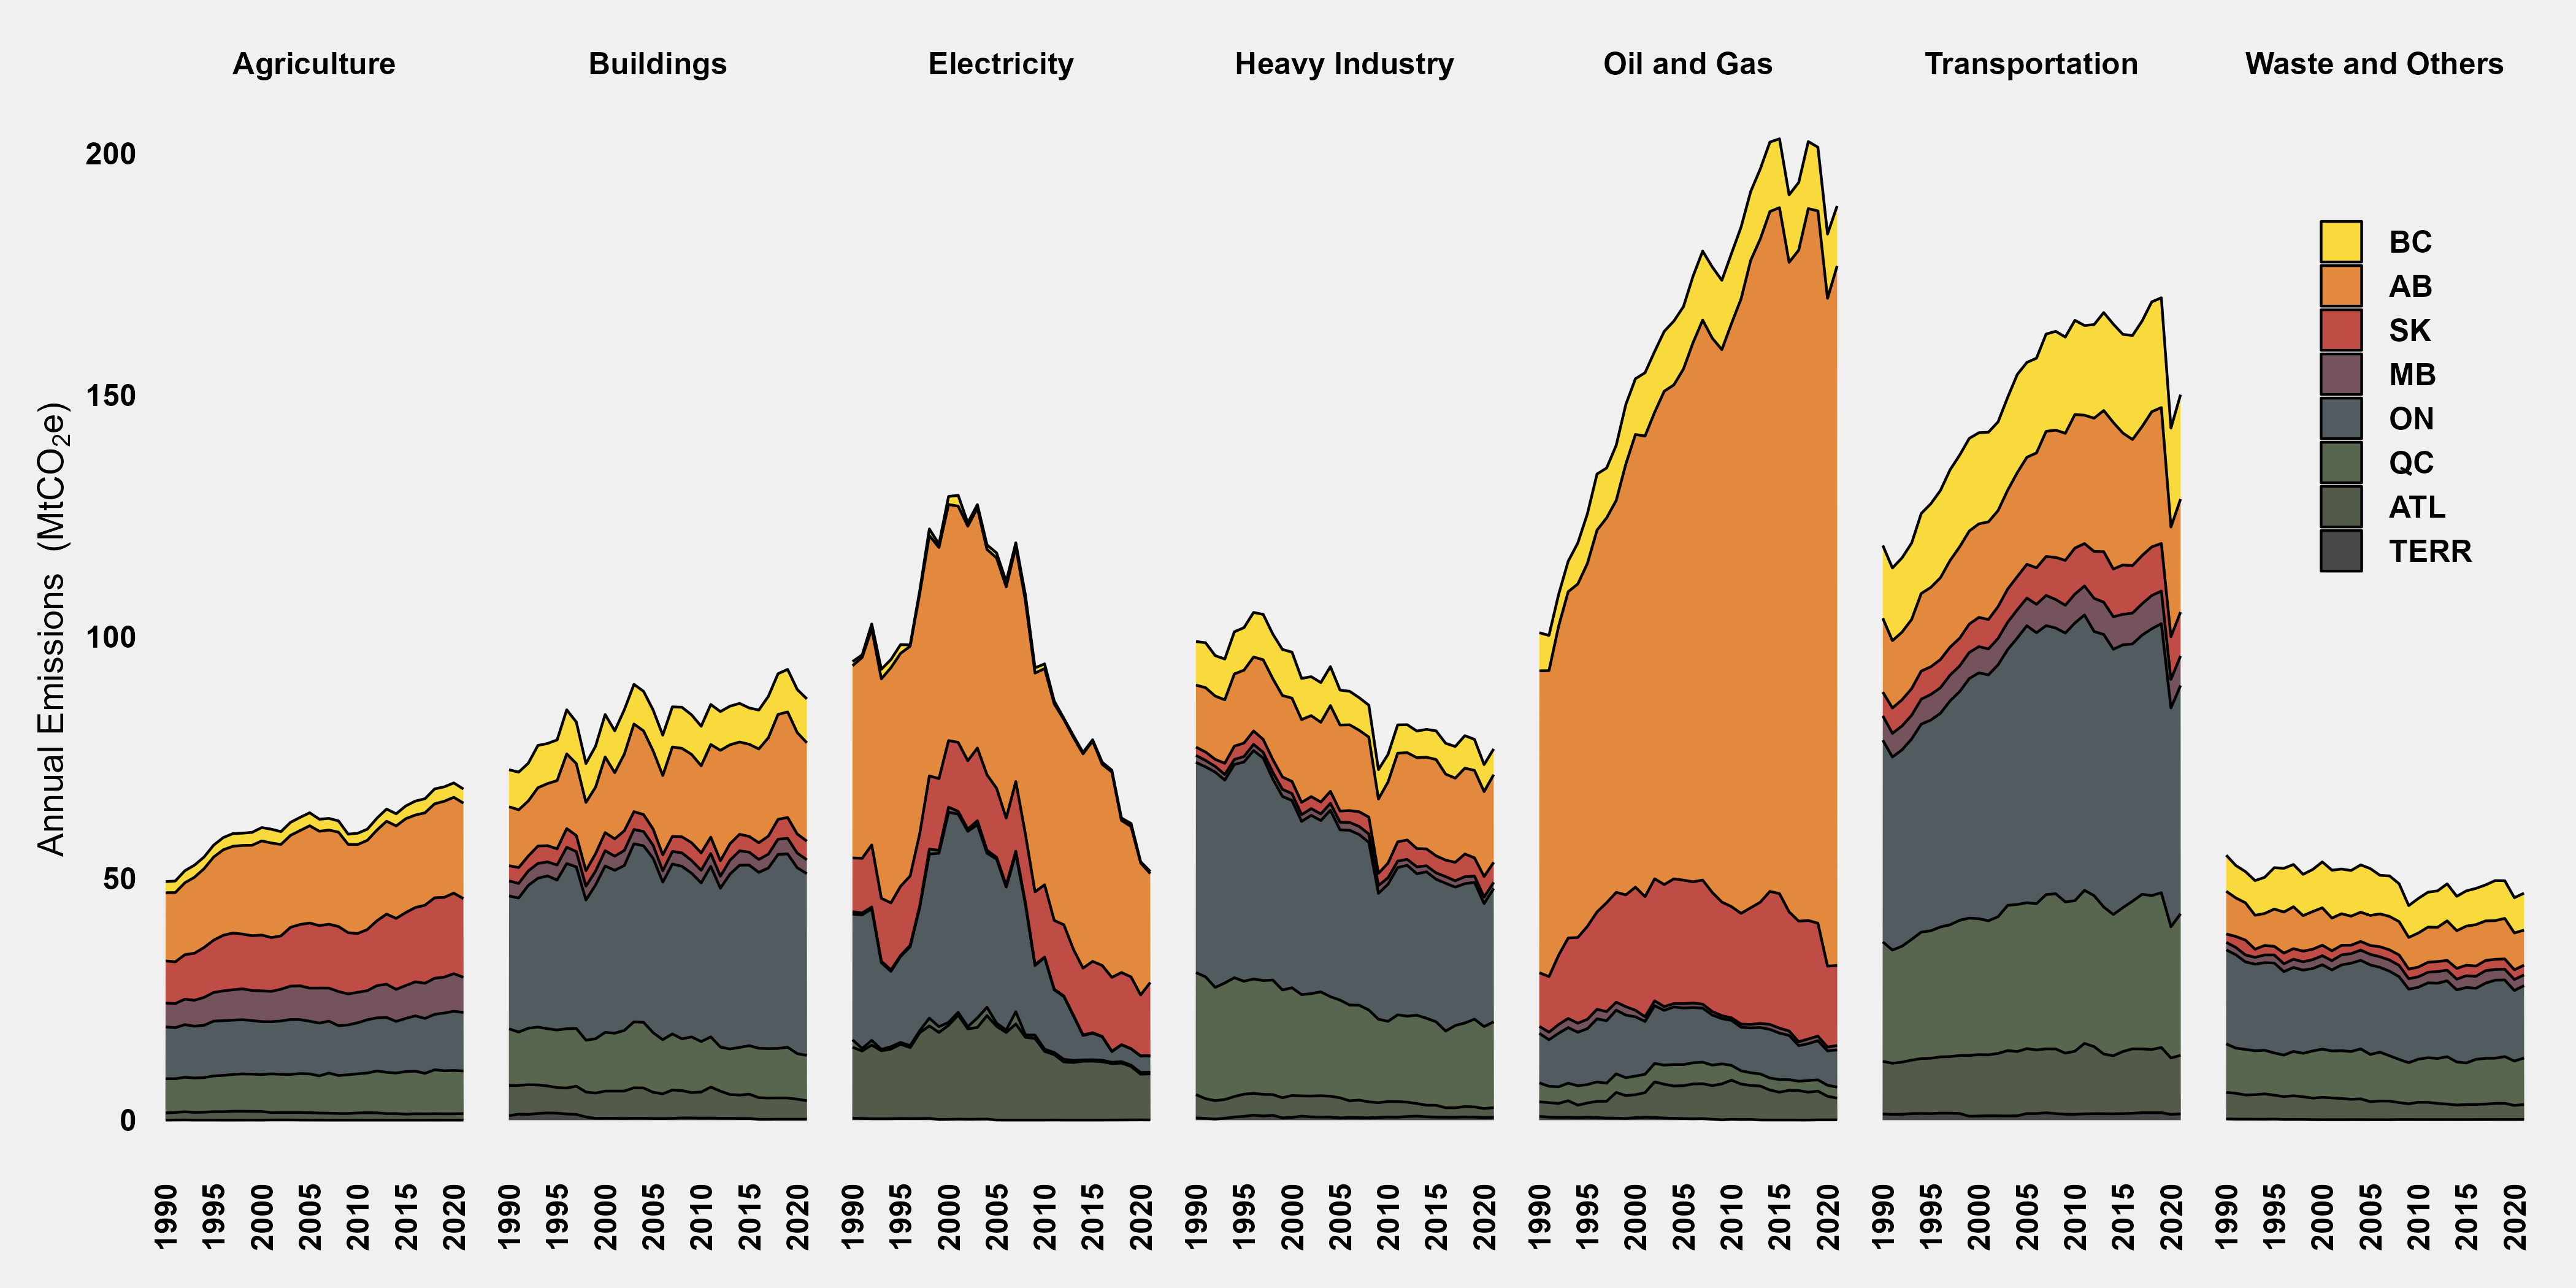 Agriculture Buildings Electricity Heavy Industry Oil and Gas Transportation Waste and Others
Annual Emissions (MtCO₂e)
200
150
100
50
0
BC
AB
SK
MB
ON
QC
ATL
TERR
1990 1995 2000 2005 2010 2015 2020 1990 1995 2000 2005 2010 2015 2020 1990 1995 2000 2005 2010 2015 2020 1990 1995 2000 2005 2010 2015 2020 1990 1995 2000 2005 2010 2015 2020 1990 1995 2000 2005 2010 2015 2020 1990 1995 2000 2005 2010 2015 2020